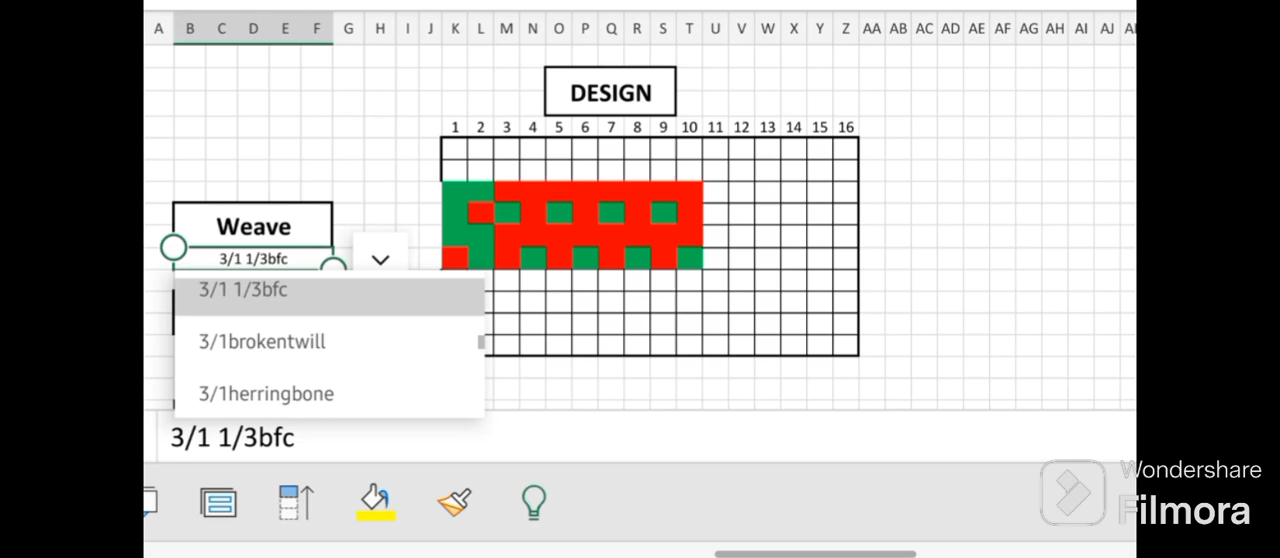 A B C D E F G H I J K L M N O P Q R S T U V W X Y Z AA AB AC AD AE AF AG AH AI AJ
DESIGN
1 2 3 4 5 6 7 8 9 10 11 12 13 14 15 16
Weave
3/1 1/3bfc
3/1 1/3bfc
3/1brokentwill
3/1herringbone
3/1 1/3bfc
Wondershare
Filmora